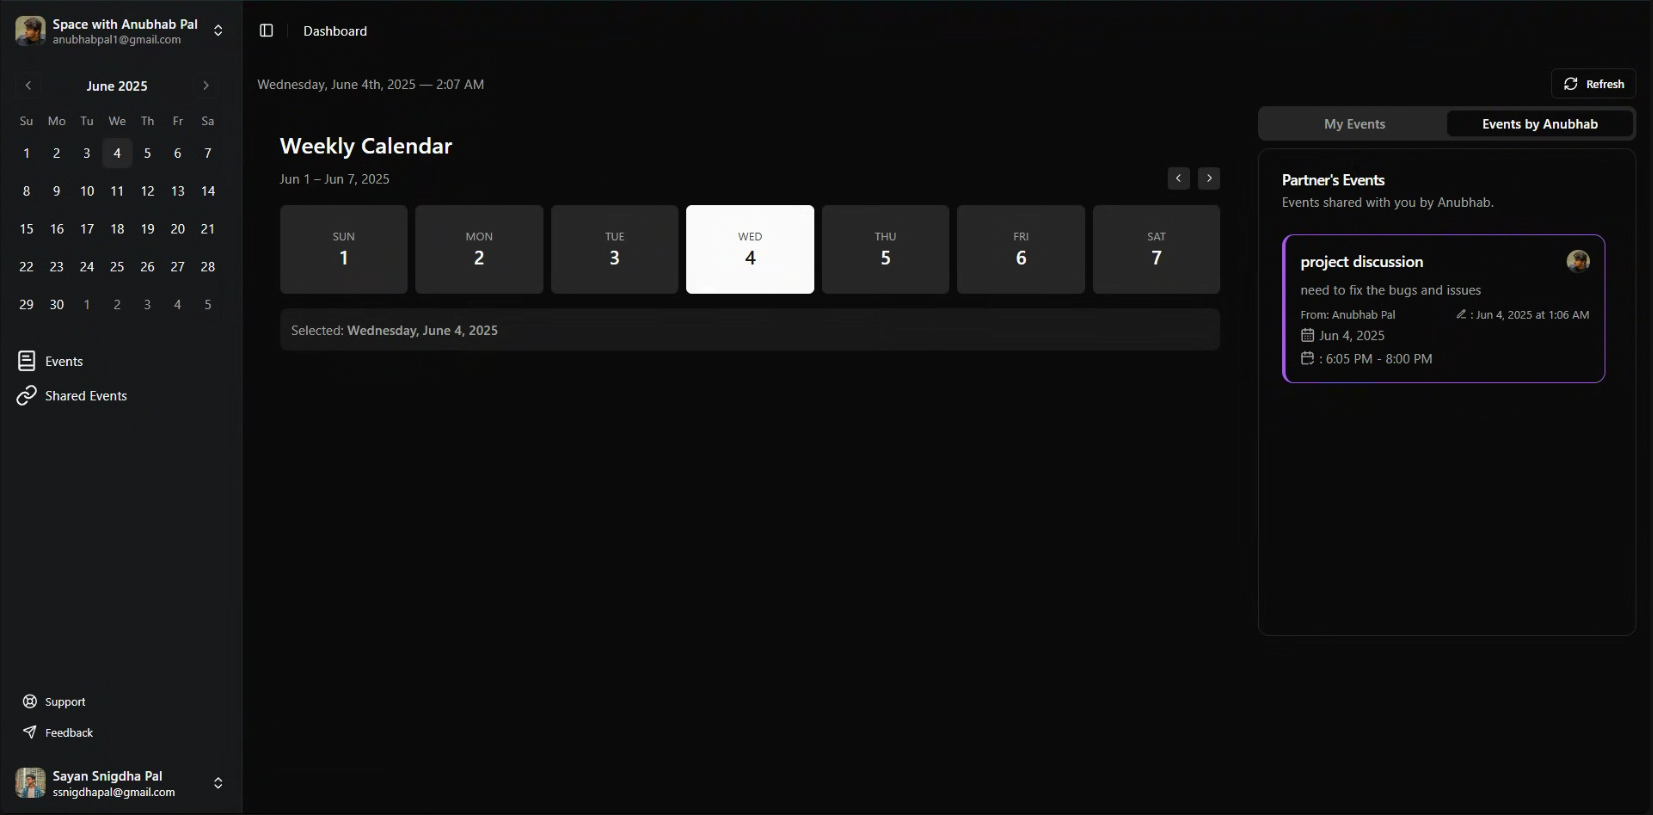 Space with Anubhab Pal
anubhabpal1@gmail.com
June 2025
Su Mo Tu We Th Fr Sa
1 2 3 4 5 6 7
8 9 10 11 12 13 14
15 16 17 18 19 20 21
22 23 24 25 26 27 28
29 30 1 2 3 4 5
Events
Shared Events
Support
Feedback
Sayan Snigdha Pal
ssnigdhapal@gmail.com
Dashboard
Wednesday, June 4th, 2025 — 2:07 AM
Refresh
Weekly Calendar
Jun 1 – Jun 7, 2025
SUN MON TUE WED THU FRI SAT
1 2 3 4 5 6 7
Selected: Wednesday, June 4, 2025
My Events Events by Anubhab
Partner's Events
Events shared with you by Anubhab.
project discussion
need to fix the bugs and issues
From: Anubhab Pal : Jun 4, 2025 at 1:06 AM
Jun 4, 2025
: 6:05 PM - 8:00 PM